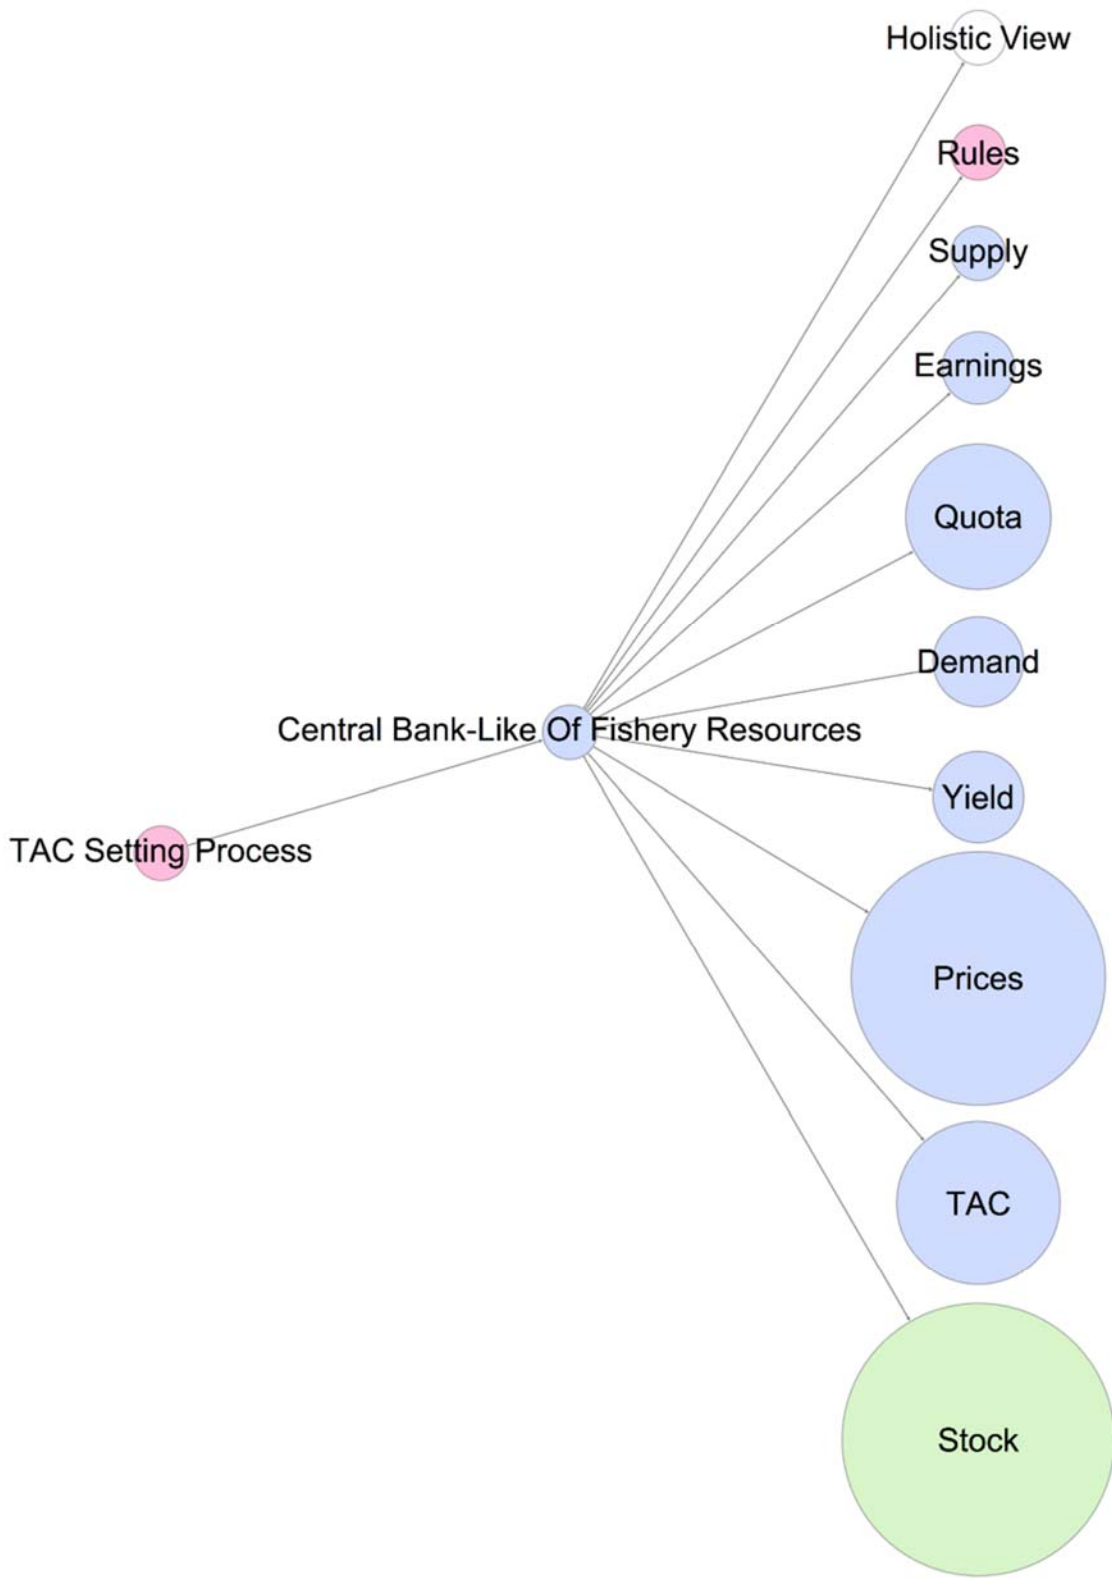 Holistic View
Rules
Supply
Earnings
Quota
Demand
Central Bank-Like Of Fishery Resources
Yield
TAC Setting Process
Prices
TAC
Stock